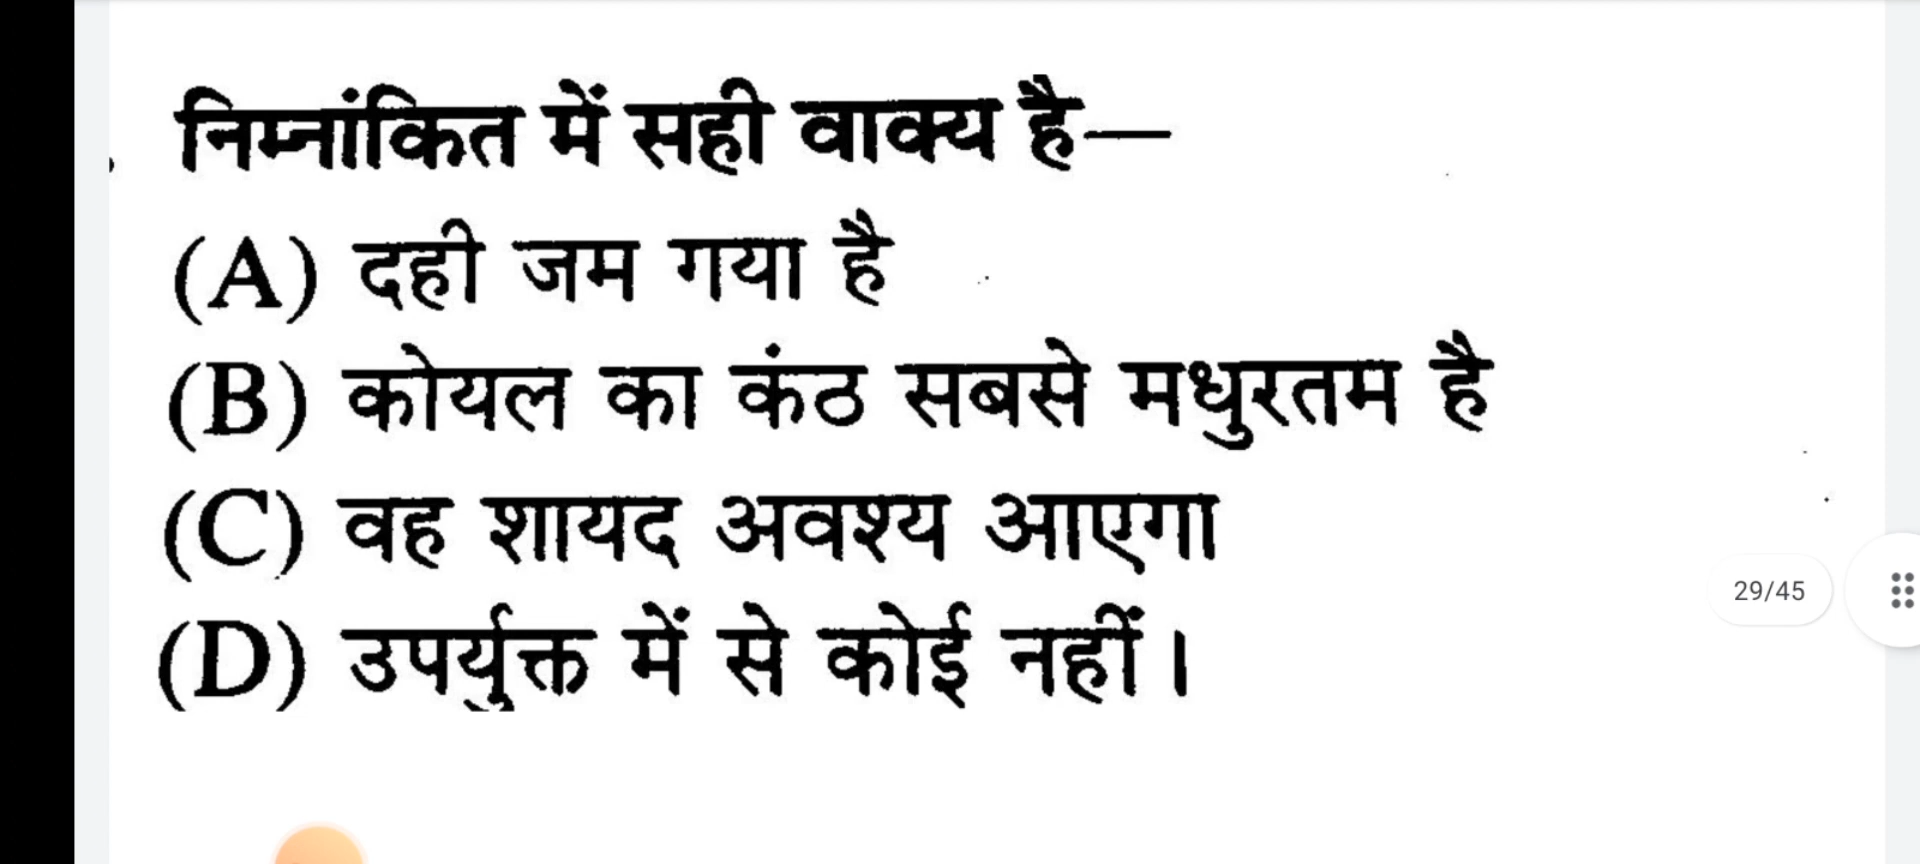 निम्नांकित में सही वाक्य है—
(A) दही जम गया है
(B) कोयल का कंठ सबसे मधुरतम है
(C) वह शायद अवश्य आएगा
29/45
(D) उपर्युक्त में से कोई नहीं।